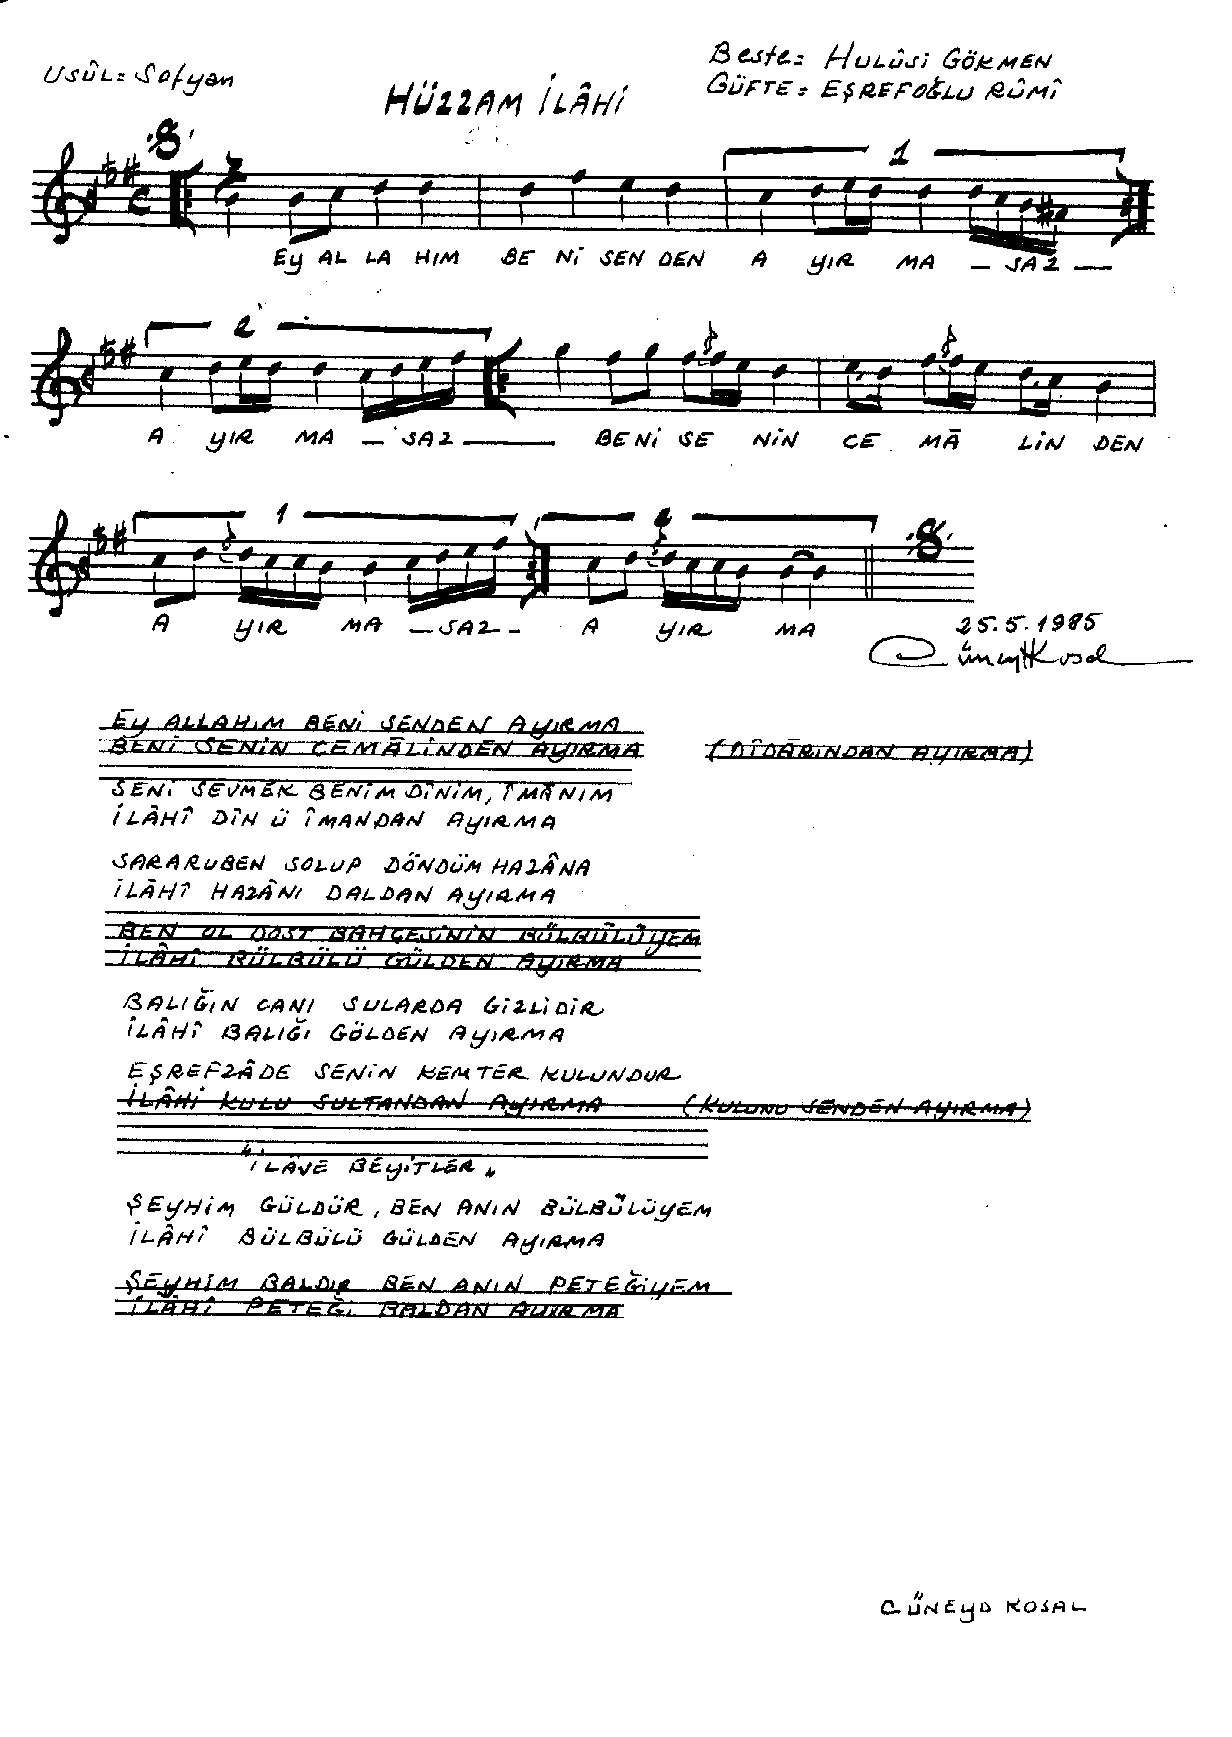 Usûl = Sofyan
Beste = HULÛSİ GÖKMEN
GÜFTE = EŞREFOĞLU RÛMÎ
HÜZZAM İLÂHİ
1
EY AL LA HIM BE Nİ SEN DEN A YIR MA - SAZ -
2
A YIR MA - SAZ - BE Nİ SE NİN CE MÂ LİN DEN
1 2
A YIR MA - SAZ - A YIR MA
25.5.1985
Cüneyt Kosal
EY ALLAHIM BENİ SENDEN AYIRMA
BENİ SENİN CEMÂLİNDEN AYIRMA (DÎDÂRINDAN AYIRMA)
SENİ SEVMEK BENİM DÎNİM, ÎMÂNIM
İLÂHÎ DÎN Ü ÎMANDAN AYIRMA
SARARUBEN SOLUP DÖNDÜM HAZÂNA
İLÂHÎ HAZÂNI DALDAN AYIRMA
BEN OL DOST BAHÇESİNİN BÜLBÜLÜYEM
İLÂHÎ BÜLBÜLÜ GÜLDEN AYIRMA
BALIĞIN CANI SULARDA GİZLİDİR
İLÂHÎ BALIĞI GÖLDEN AYIRMA
EŞREFZÂDE SENİN KEMTER KULUNDUR
İLÂHİ KULU SULTANDAN AYIRMA (KULUNU SENDEN AYIRMA)
"İLÂVE BEYİTLER"
ŞEYHİM GÜLDÜR, BEN ANIN BÜLBÜLÜYEM
İLÂHÎ BÜLBÜLÜ GÜLDEN AYIRMA
ŞEYHİM BALDIR BEN ANIN PETEĞİYEM
İLÂHÎ PETEĞİ BALDAN AYIRMA
CÜNEYD KOSAL